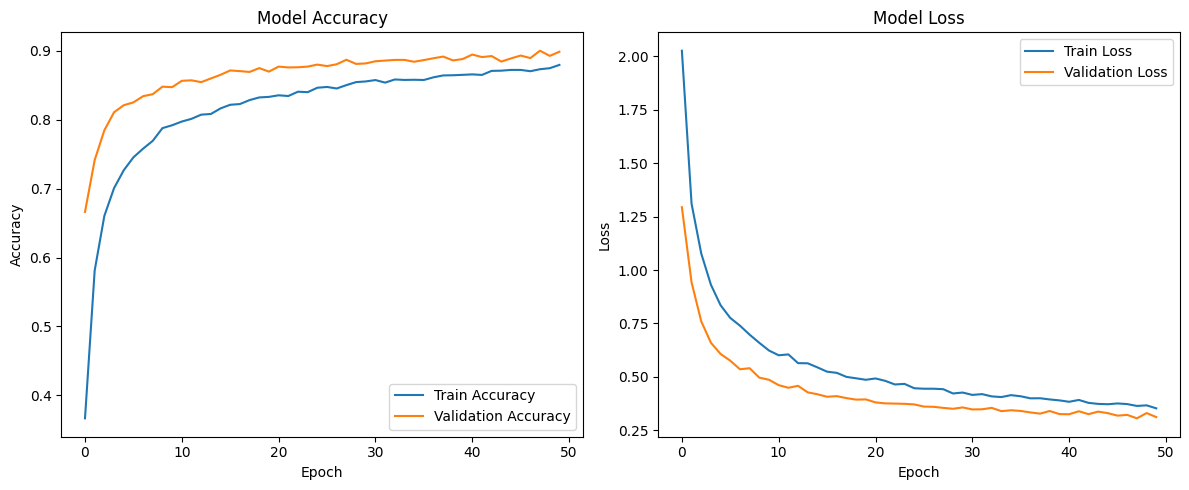 Model Accuracy
Accuracy
0.9
0.8
0.7
0.6
0.5
0.4
0 10 20 30 40 50
Epoch
Train Accuracy
Validation Accuracy
Model Loss
Loss
2.00
1.75
1.50
1.25
1.00
0.75
0.50
0.25
0 10 20 30 40 50
Epoch
Train Loss
Validation Loss